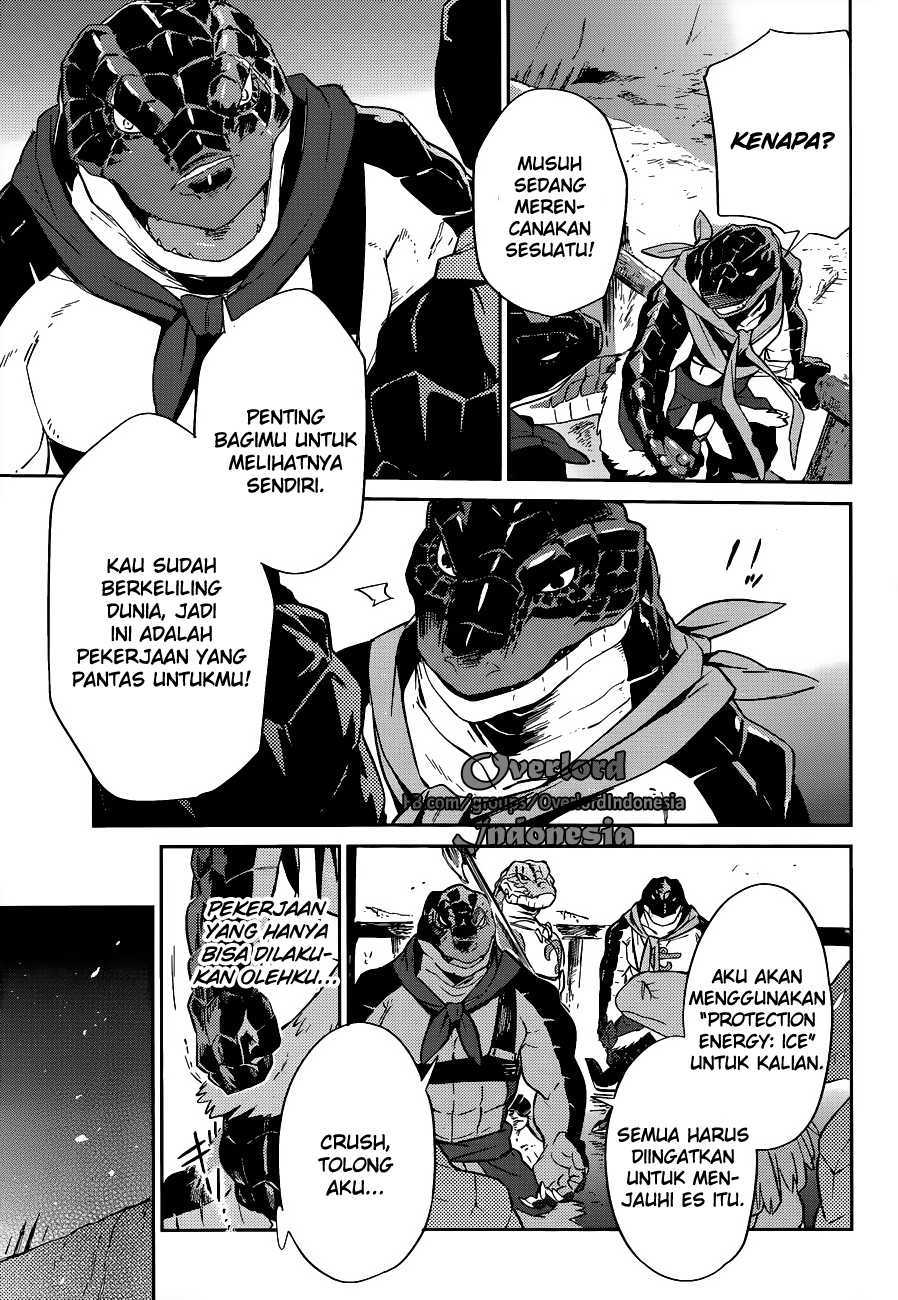 KENAPA?
MUSUH
SEDANG
MEREN-
CANAKAN
SESUATU!
PENTING
BAGIMU UNTUK
MELIHATNYA
SENDIRI.
KAU SUDAH
BERKELILING
DUNIA, JADI
INI ADALAH
PEKERJAAN YANG
PANTAS UNTUKMU!
Overlord
FB.com/groups/OverlordIndonesia
Indonesia
AKU AKAN
MENGGUNAKAN
"PROTECTION
ENERGY: ICE"
UNTUK KALIAN.
SEMUA HARUS
DIINGATKAN
UNTUK MEN-
JAUHI ES ITU.
CRUSH,
TOLONG
AKU...
PEKERJAAN
YANG HANYA
BISA DILAKU-
KAN OLEHKU...